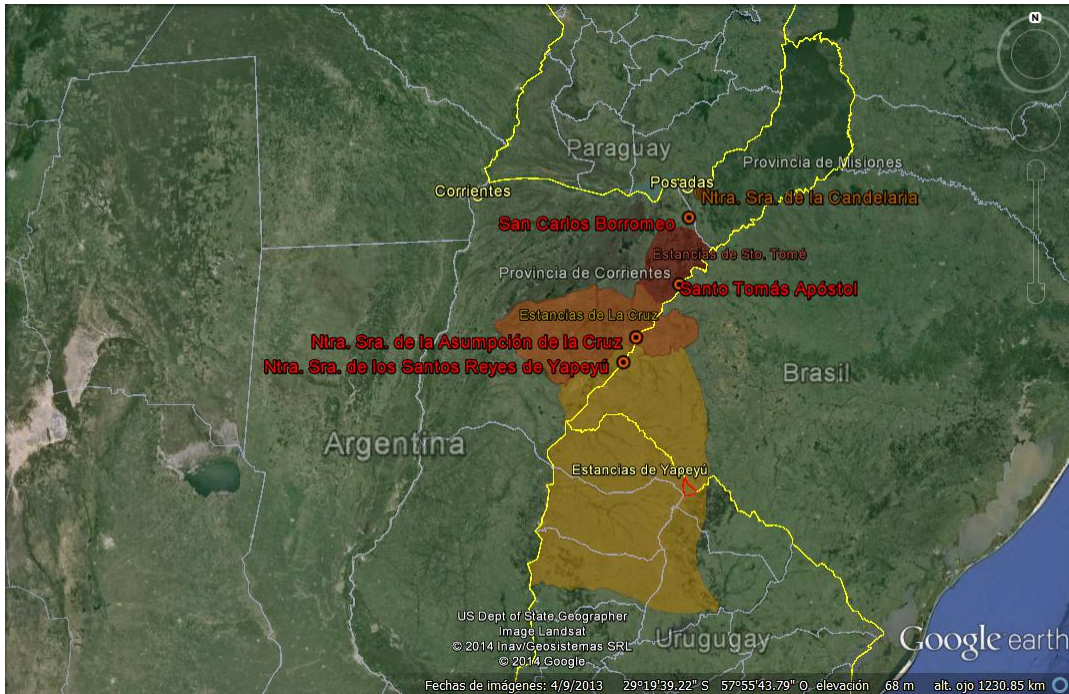 N
Paraguay
Provincia de Misiones
Corrientes
Posadas
Ntra. Sra. de la Candelaria
San Carlos Borromeo
Estancias de Sto. Tomé
Provincia de Corrientes
Santo Tomás Apóstol
Estancias de La Cruz
Ntra. Sra. de la Asumpción de la Cruz
Ntra. Sra. de los Santos Reyes de Yapeyú
Brasil
Argentina
Estancias de Yapeyú
US Dept of State Geographer
Image Landsat
© 2014 Inav/Geosistemas SRL
© 2014 Google
Urugugay
Google earth
Fechas de imágenes: 4/9/2013 29°19'39.22" S 57°55'43.79" O elevación 68 m alt. ojo 1230.85 km